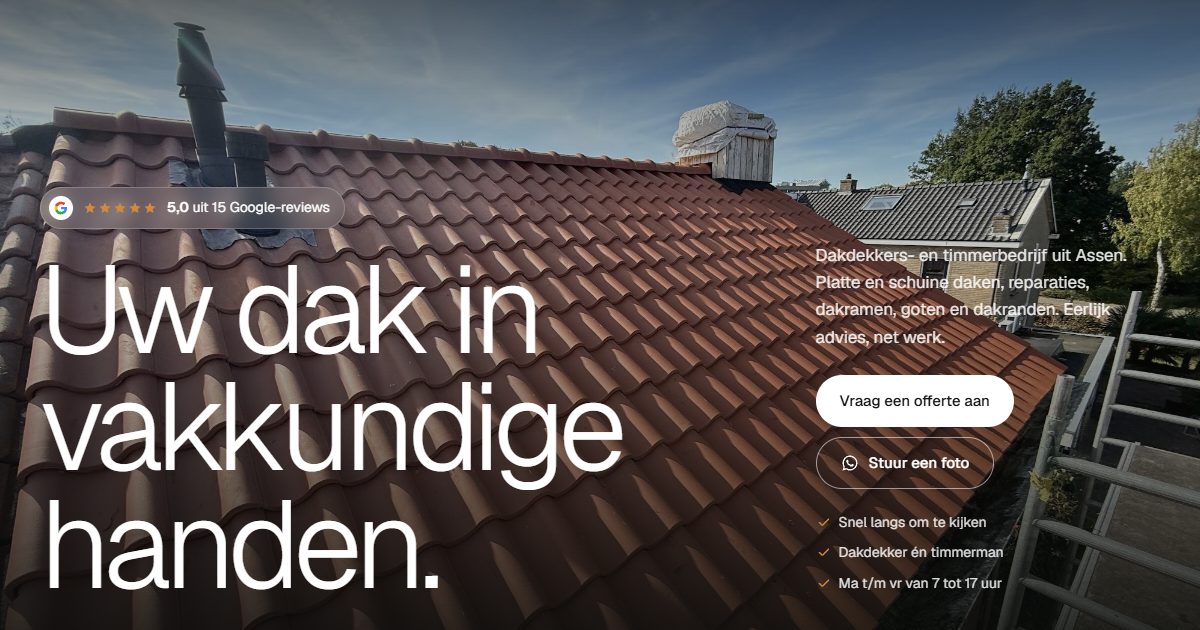 5,0 uit 15 Google-reviews
Uw dak in
vakkundige
handen.
Dakdekkers- en timmerbedrijf uit Assen.
Platte en schuine daken, reparaties,
dakramen, goten en dakranden. Eerlijk
advies, net werk.
Vraag een offerte aan
Stuur een foto
Snel langs om te kijken
Dakdekker én timmerman
Ma t/m vr van 7 tot 17 uur